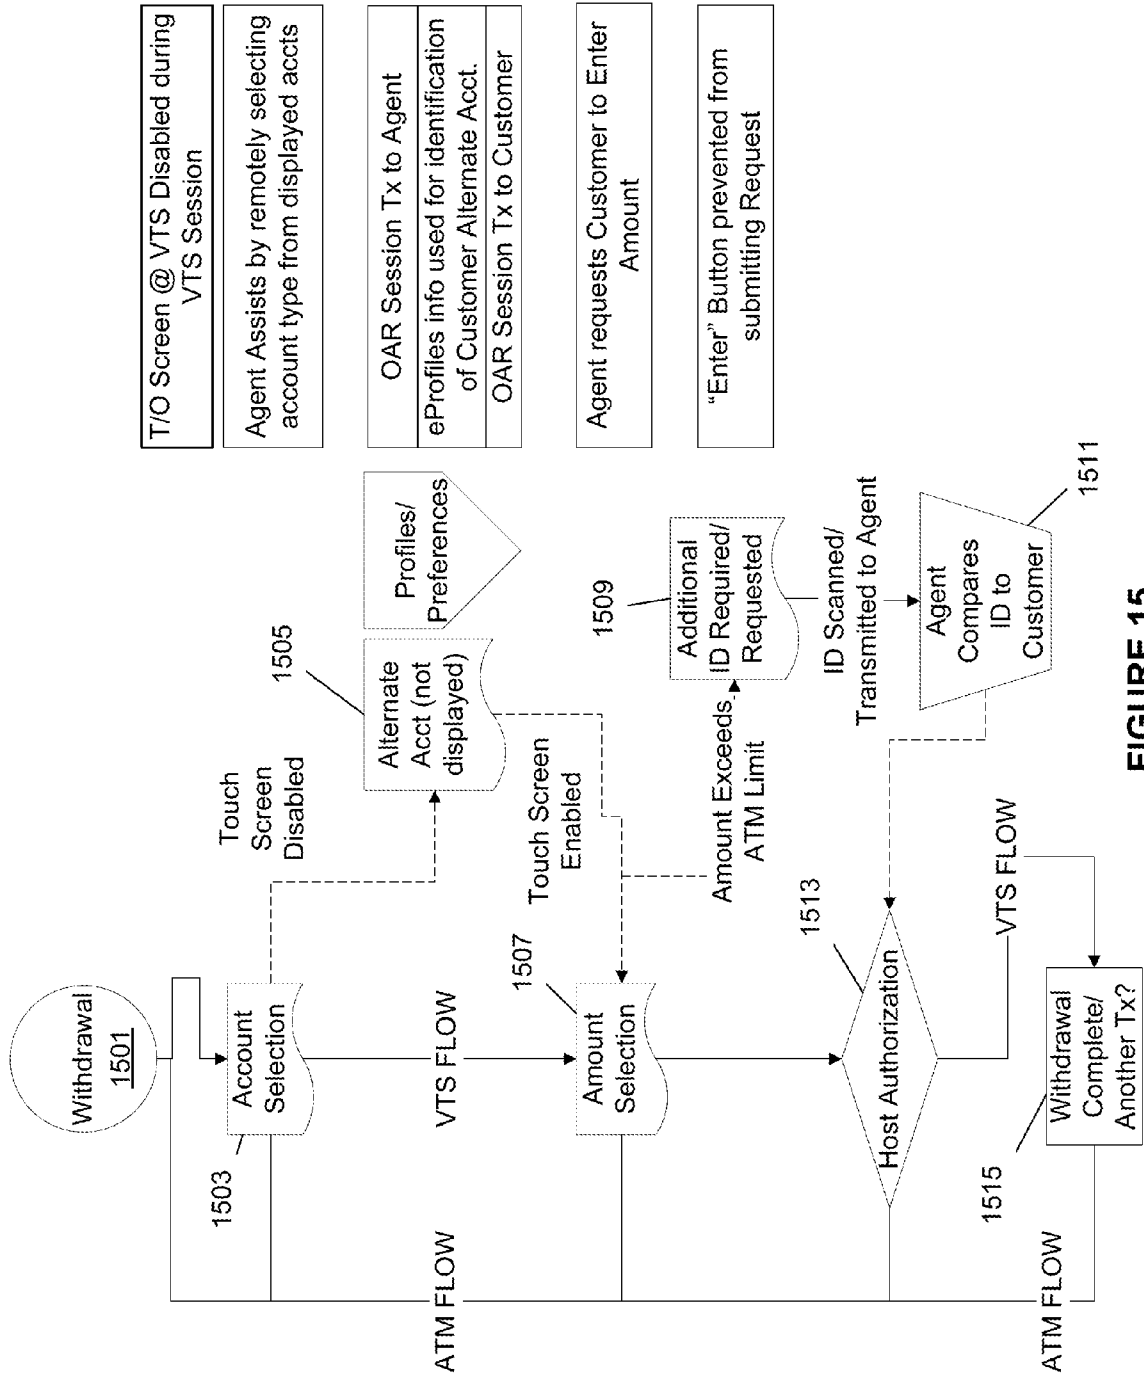 Withdrawal
1501
T/O Screen @ VTS Disabled during
VTS Session
1503
Account
Selection
Touch
Screen
Disabled
Agent Assists by remotely selecting
account type from displayed accts
1505
Alternate
Acct (not
displayed)
Profiles/
Preferences
OAR Session Tx to Agent
eProfiles info used for identification
of Customer Alternate Acct.
OAR Session Tx to Customer
ATM FLOW
VTS FLOW
Touch Screen
Enabled
1507
Amount
Selection
Agent requests Customer to Enter
Amount
Amount Exceeds
ATM Limit
1509
Additional
ID Required/
Requested
"Enter" Button prevented from
submitting Request
ID Scanned/
Transmitted to Agent
1513
Host Authorization
Agent
Compares
ID to
Customer
1511
VTS FLOW
1515
ATM FLOW
Withdrawal
Complete/
Another Tx?
FIGURE 15